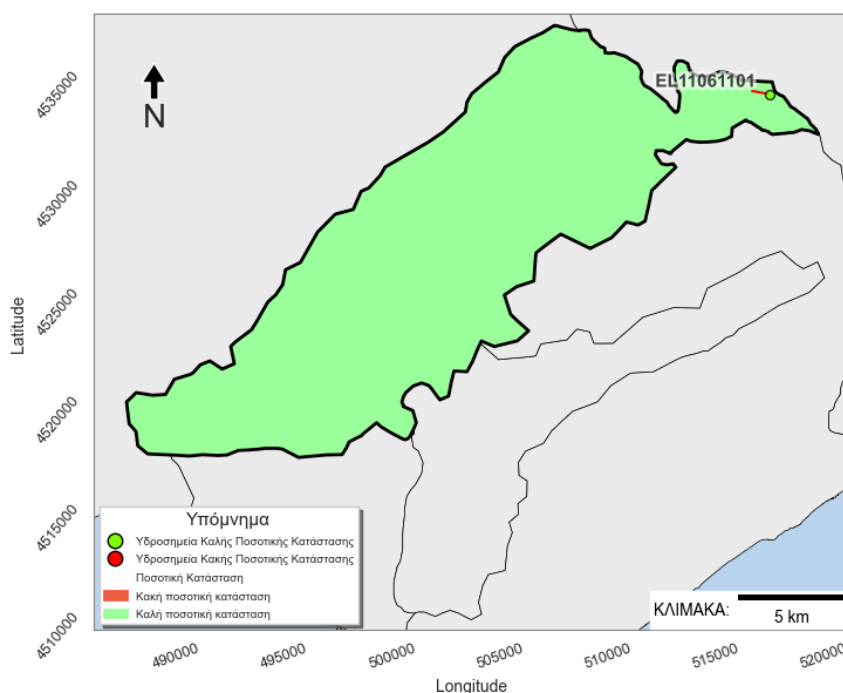 EL11061101
N
Latitude
4535000
4530000
4525000
4520000
4515000
4510000
Υπόμνημα
Υδροσημεία Καλής Ποσοτικής Κατάστασης
Υδροσημεία Κακής Ποσοτικής Κατάστασης
Ποσοτική Κατάσταση
Κακή ποσοτική κατάσταση
Καλή ποσοτική κατάσταση
ΚΛΙΜΑΚΑ:
5 km
490000
495000
500000
505000
510000
515000
520000
Longitude